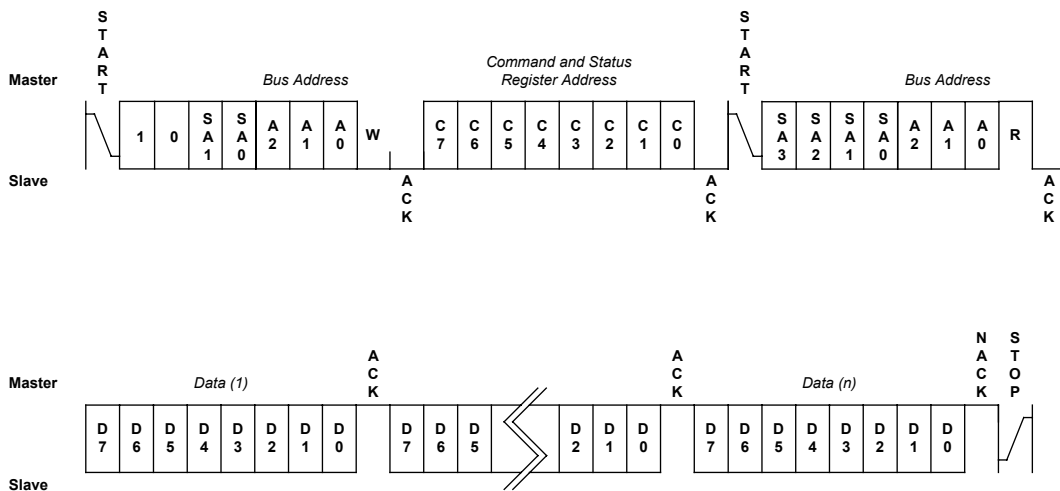 START
START
Command and Status
Register Address
Master
Bus Address
Bus Address
1 0 SA1 SA0 A2 A1 A0 W
C7 C6 C5 C4 C3 C2 C1 C0
SA3 SA2 SA1 SA0 A2 A1 A0 R
Slave
ACK
ACK
ACK
ACK
ACK
NACK
STOP
Master
Data (1)
Data (n)
D7 D6 D5 D4 D3 D2 D1 D0
D7 D6 D5
D2 D1 D0
D7 D6 D5 D4 D3 D2 D1 D0
Slave